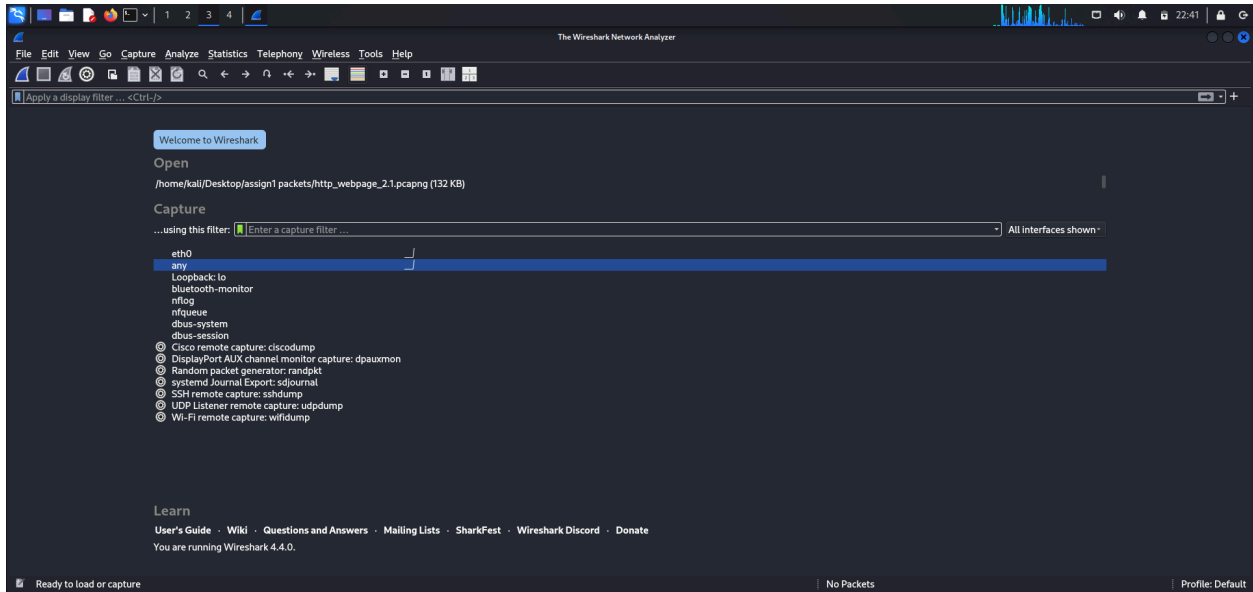 1 2 3 4 22:41
The Wireshark Network Analyzer
File Edit View Go Capture Analyze Statistics Telephony Wireless Tools Help
Apply a display filter ... <Ctrl-/>
Welcome to Wireshark
Open
/home/kali/Desktop/assign1 packets/http_webpage_2.1.pcapng (132 KB)
Capture
...using this filter: Enter a capture filter ... All interfaces shown
eth0
any
Loopback: lo
bluetooth-monitor
nflog
nfqueue
dbus-system
dbus-session
Cisco remote capture: ciscodump
DisplayPort AUX channel monitor capture: dpauxmon
Random packet generator: randpkt
systemd Journal Export: sdjournal
SSH remote capture: sshdump
UDP Listener remote capture: udpdump
Wi-Fi remote capture: wifidump
Learn
User's Guide · Wiki · Questions and Answers · Mailing Lists · SharkFest · Wireshark Discord · Donate
You are running Wireshark 4.4.0.
Ready to load or capture No Packets Profile: Default